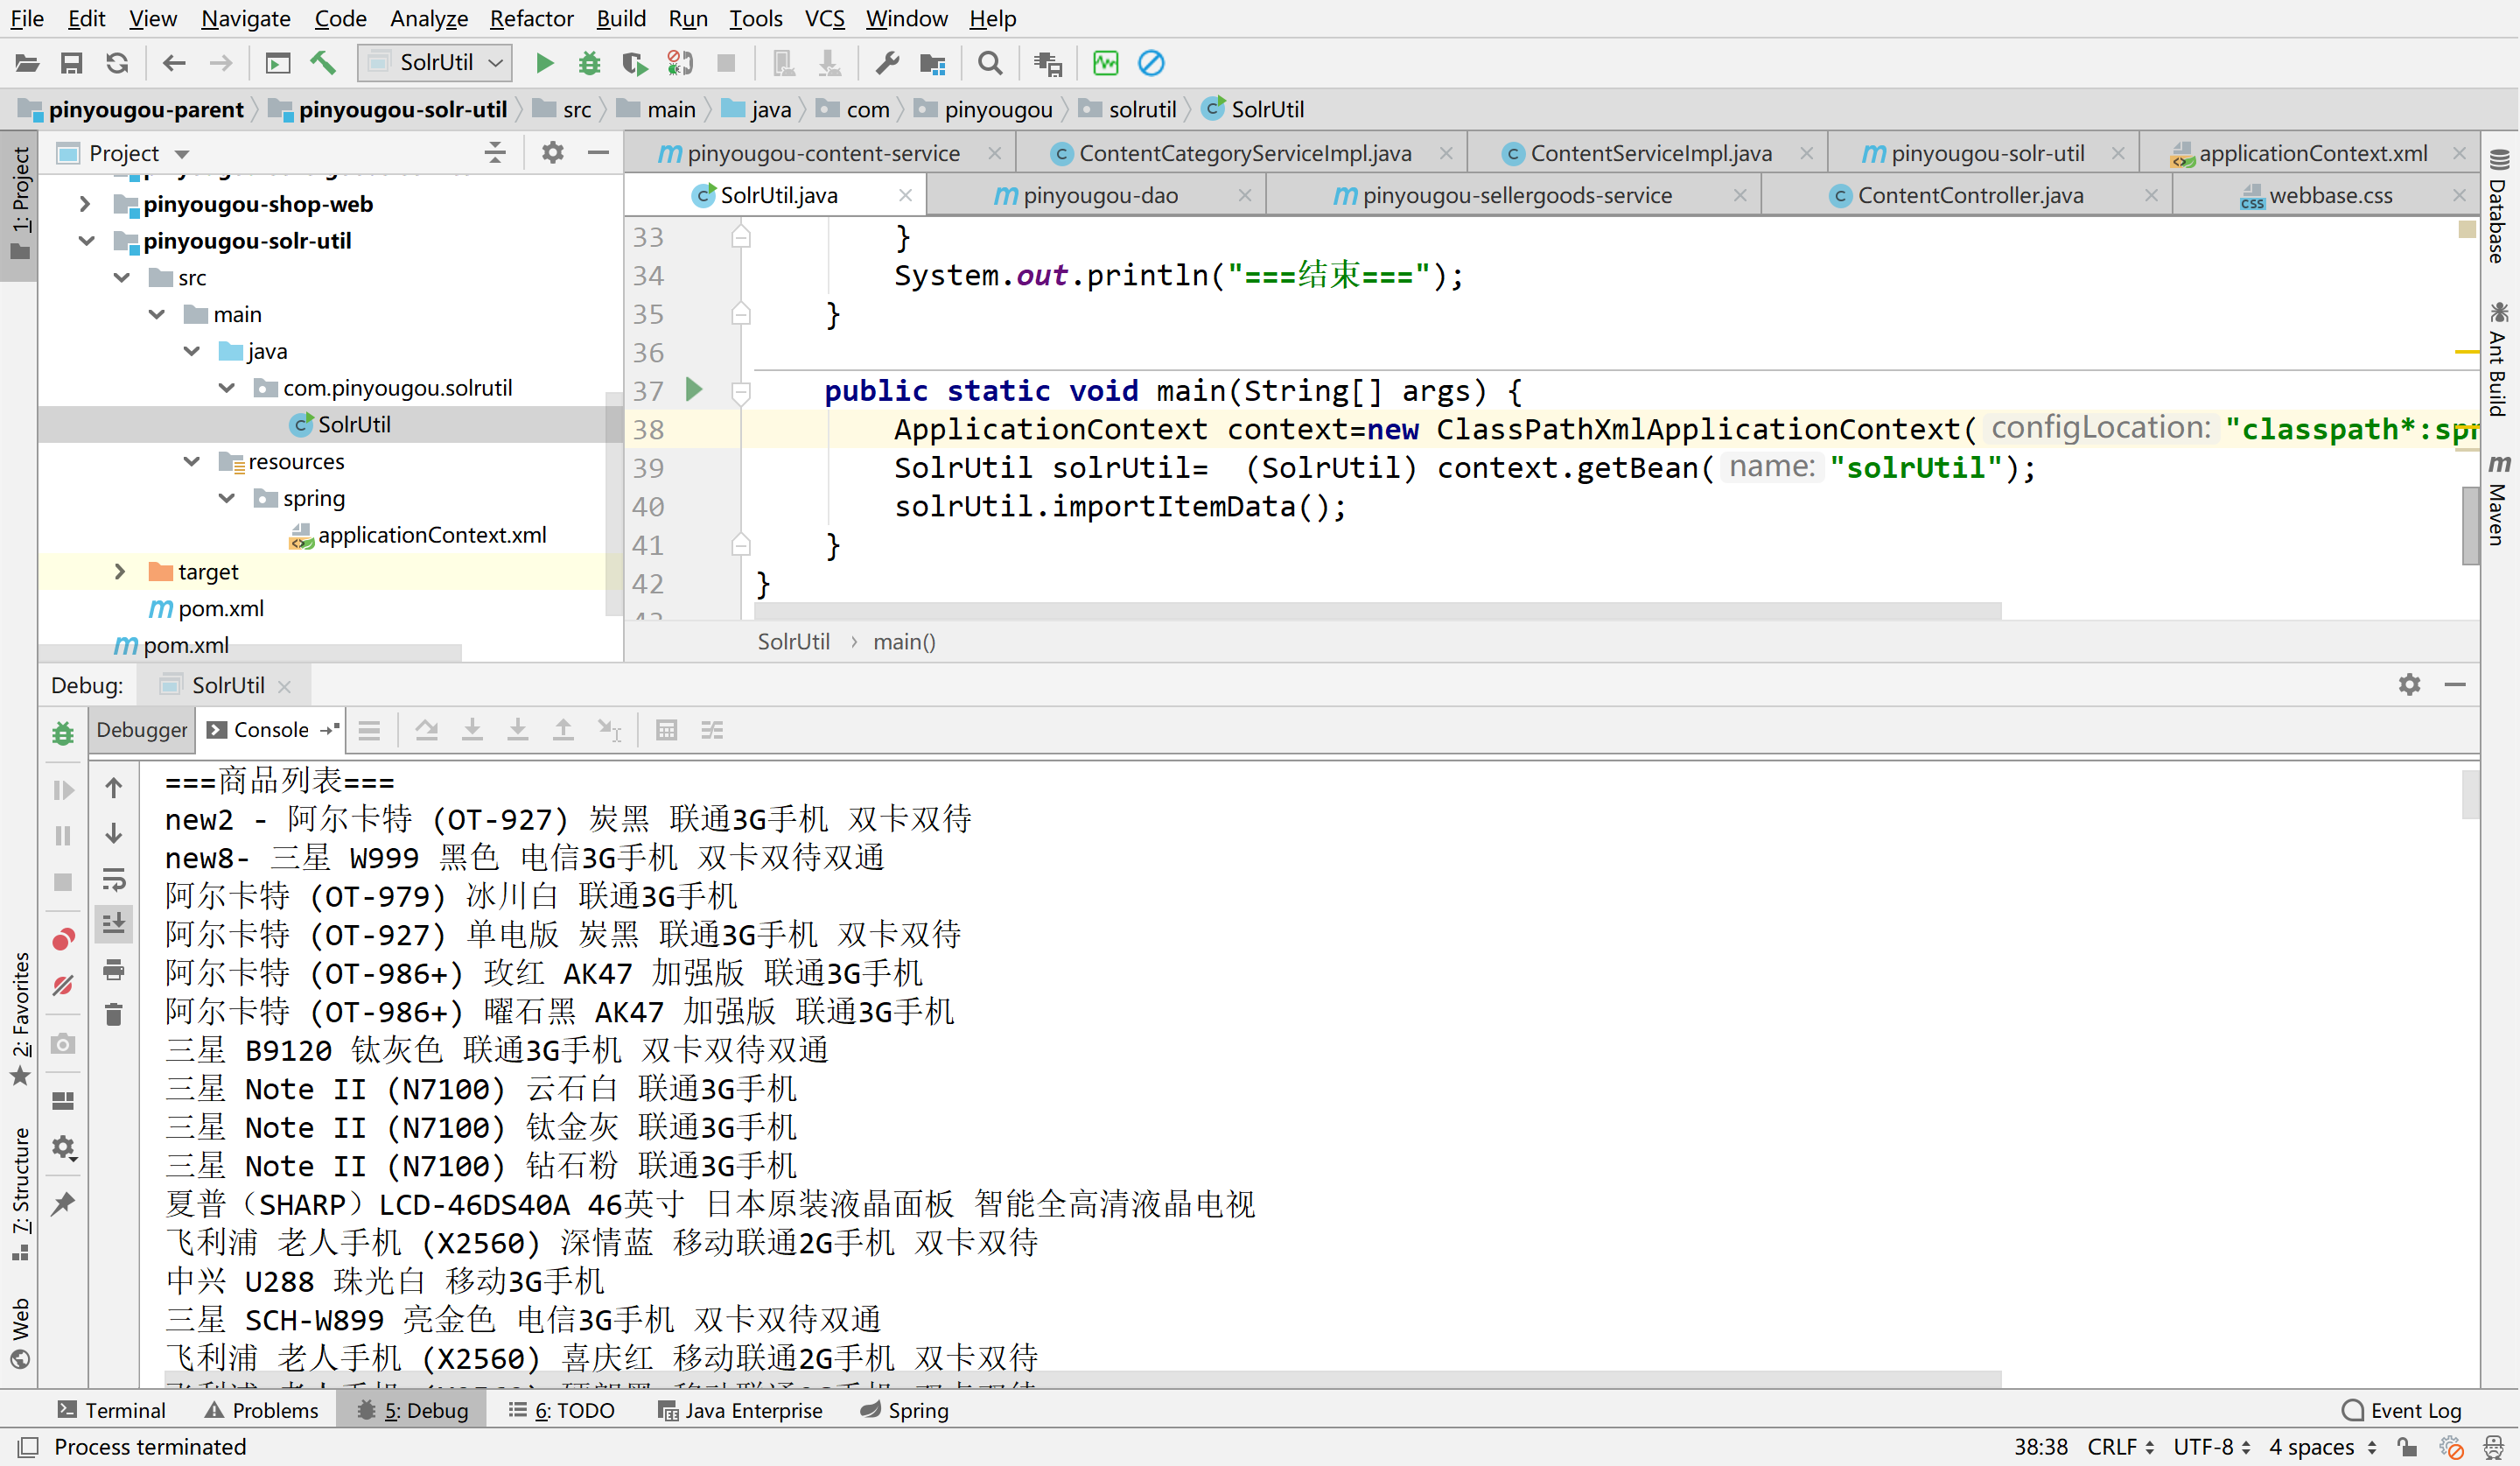 File Edit View Navigate Code Analyze Refactor Build Run Tools VCS Window Help
SolrUtil
pinyougou-parent pinyougou-solr-util src main java com pinyougou solrutil SolrUtil
Project
pinyougou-content-service ContentCategoryServiceImpl.java ContentServiceImpl.java pinyougou-solr-util applicationContext.xml
SolrUtil.java pinyougou-dao pinyougou-sellergoods-service ContentController.java webbase.css
1: Project
pinyougou-shop-web
pinyougou-solr-util
src
main
java
com.pinyougou.solrutil
SolrUtil
resources
spring
applicationContext.xml
target
pom.xml
pom.xml
33 }
34 System.out.println("===结束===");
35 }
36
37 public static void main(String[] args) {
38 ApplicationContext context=new ClassPathXmlApplicationContext( configLocation: "classpath*:spr
39 SolrUtil solrUtil= (SolrUtil) context.getBean( name: "solrUtil");
40 solrUtil.importItemData();
41 }
42 }
SolrUtil › main()
Database
Ant Build
Maven
Debug: SolrUtil
Debugger Console
===商品列表===
new2 - 阿尔卡特 (OT-927) 炭黑 联通3G手机 双卡双待
new8- 三星 W999 黑色 电信3G手机 双卡双待双通
阿尔卡特 (OT-979) 冰川白 联通3G手机
阿尔卡特 (OT-927) 单电版 炭黑 联通3G手机 双卡双待
阿尔卡特 (OT-986+) 玫红 AK47 加强版 联通3G手机
阿尔卡特 (OT-986+) 曜石黑 AK47 加强版 联通3G手机
三星 B9120 钛灰色 联通3G手机 双卡双待双通
三星 Note II (N7100) 云石白 联通3G手机
三星 Note II (N7100) 钛金灰 联通3G手机
三星 Note II (N7100) 钻石粉 联通3G手机
夏普（SHARP）LCD-46DS40A 46英寸 日本原装液晶面板 智能全高清液晶电视
飞利浦 老人手机 (X2560) 深情蓝 移动联通2G手机 双卡双待
中兴 U288 珠光白 移动3G手机
三星 SCH-W899 亮金色 电信3G手机 双卡双待双通
飞利浦 老人手机 (X2560) 喜庆红 移动联通2G手机 双卡双待
2: Favorites
7: Structure
Web
Terminal Problems 5: Debug 6: TODO Java Enterprise Spring Event Log
Process terminated 38:38 CRLF UTF-8 4 spaces